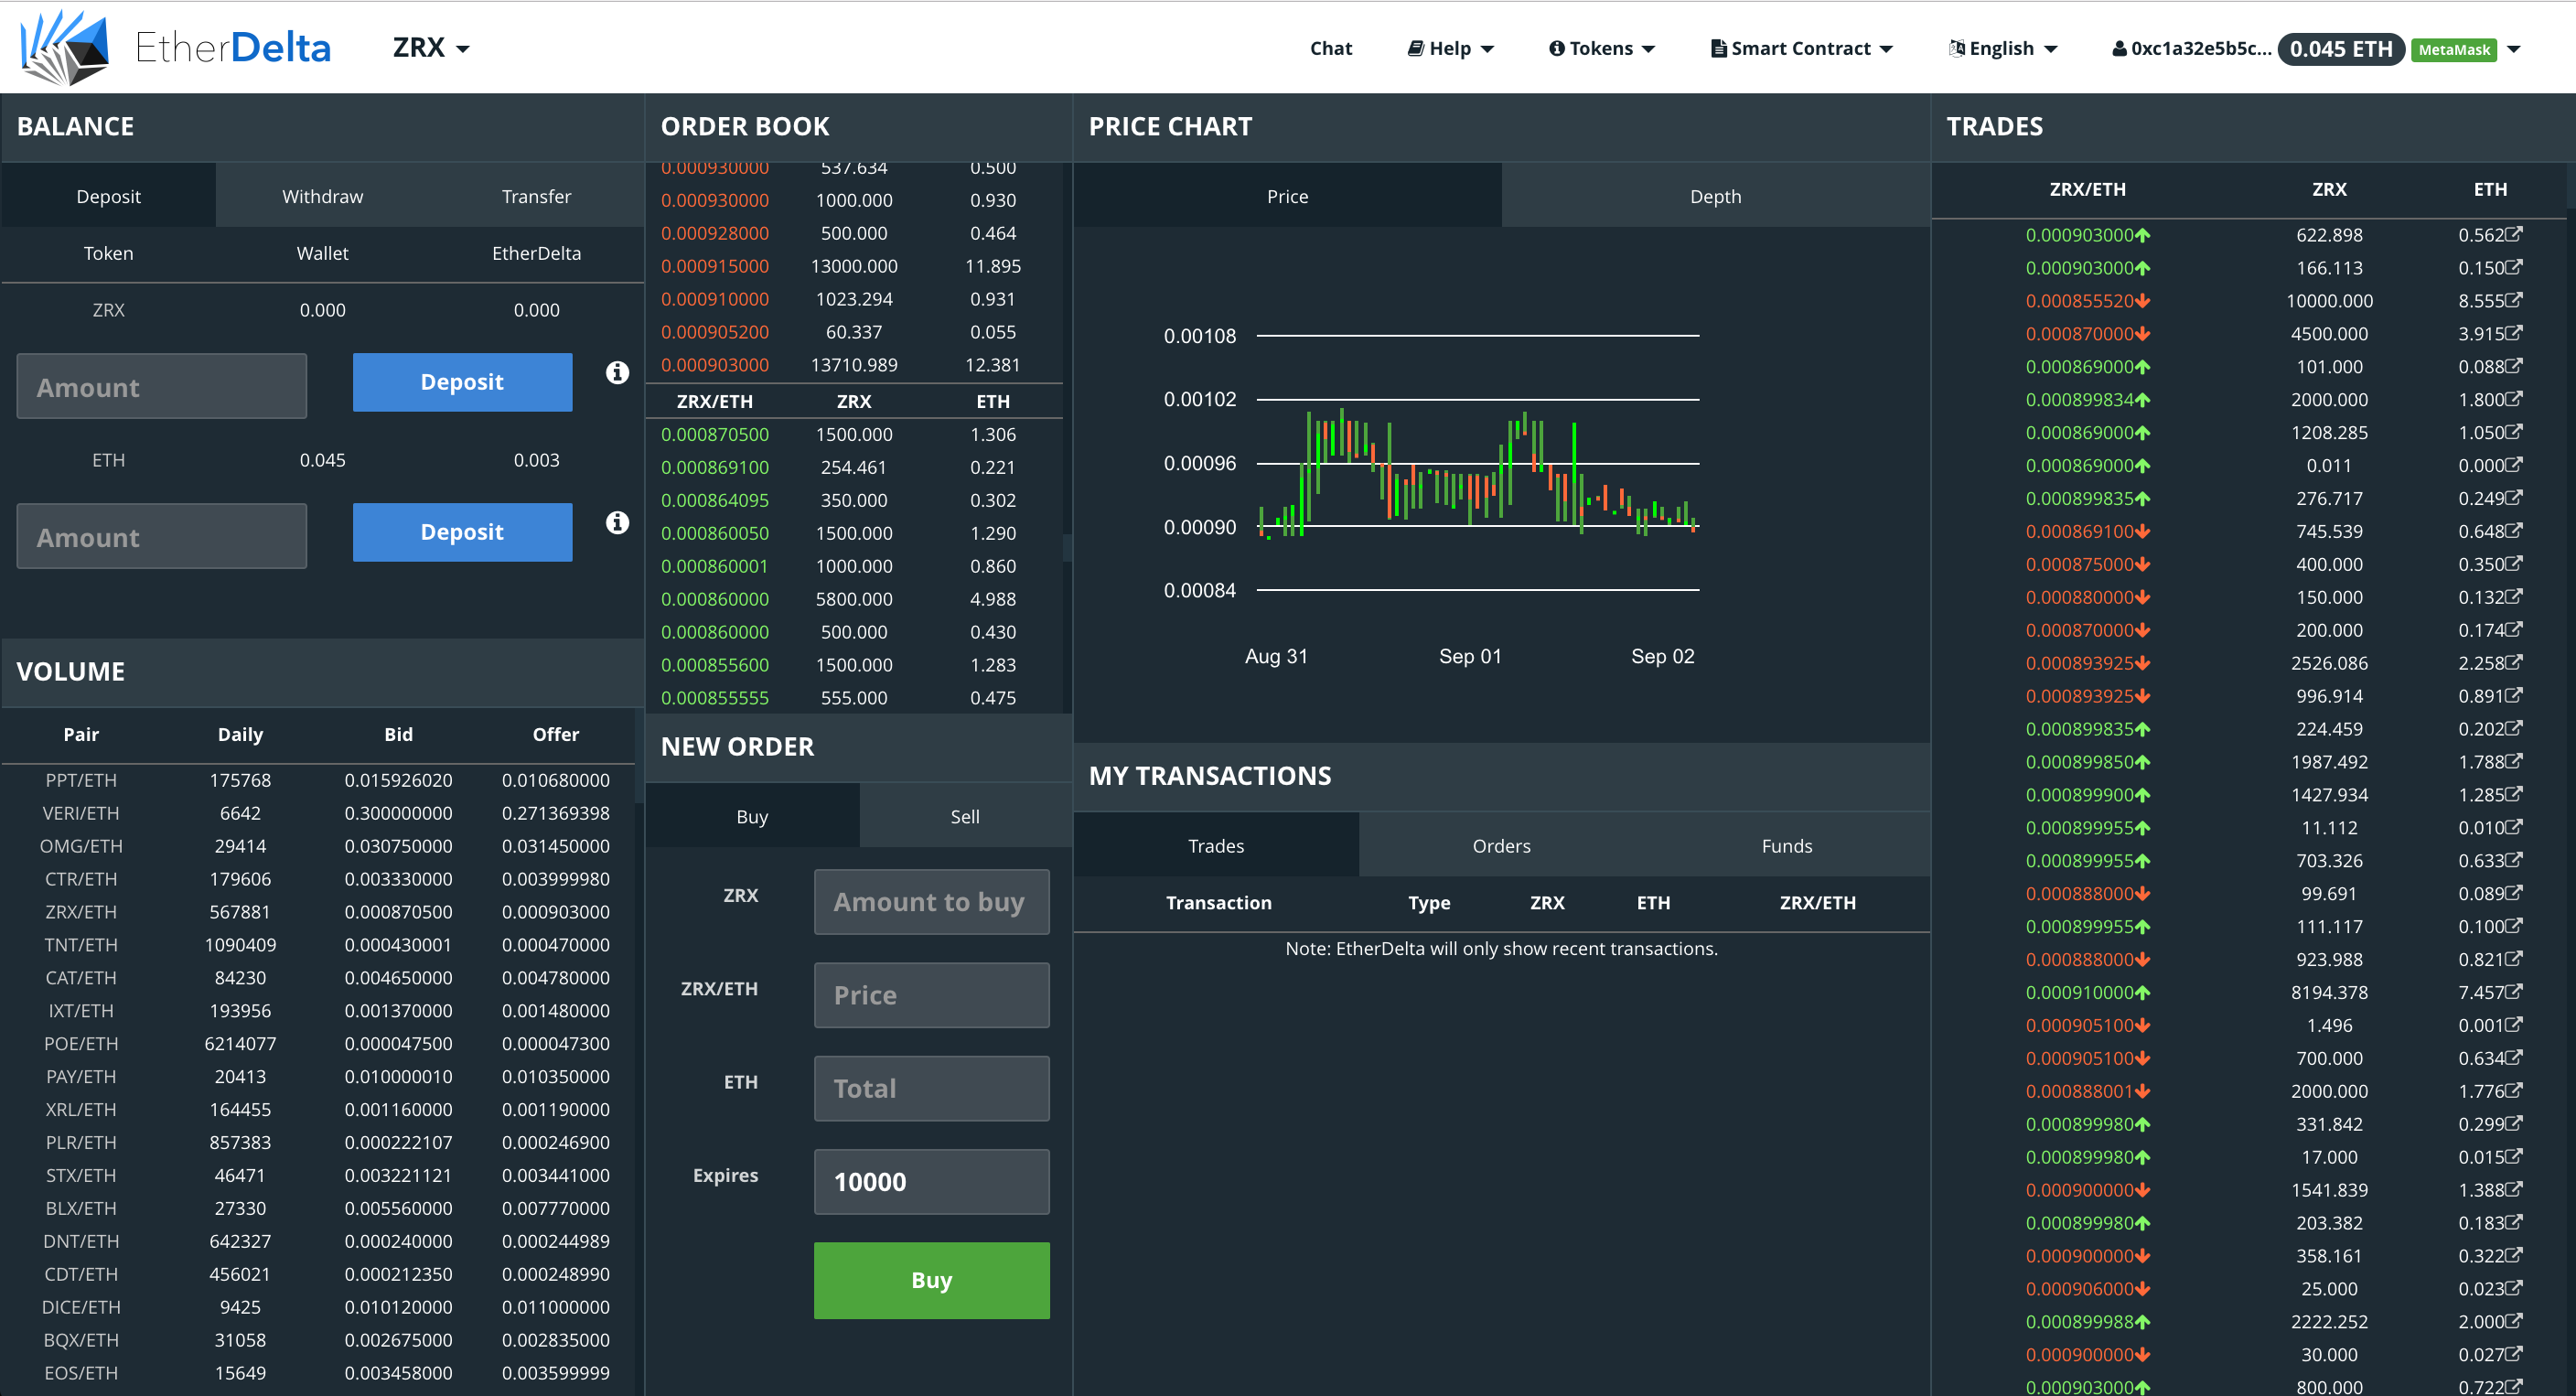 EtherDelta ZRX Chat Help Tokens Smart Contract English 0xc1a32e5b5c... 0.045 ETH MetaMask
BALANCE
Deposit Withdraw Transfer
Token Wallet EtherDelta
ZRX 0.000 0.000
Amount Deposit
ETH 0.045 0.003
Amount Deposit
VOLUME
Pair Daily Bid Offer
PPT/ETH 175768 0.015926020 0.010680000
VERI/ETH 6642 0.300000000 0.271369398
OMG/ETH 29414 0.030750000 0.031450000
CTR/ETH 179606 0.003330000 0.003999980
ZRX/ETH 567881 0.000870500 0.000903000
TNT/ETH 1090409 0.000430001 0.000470000
CAT/ETH 84230 0.004650000 0.004780000
IXT/ETH 193956 0.001370000 0.001480000
POE/ETH 6214077 0.000047500 0.000047300
PAY/ETH 20413 0.010000010 0.010350000
XRL/ETH 164455 0.001160000 0.001190000
PLR/ETH 857383 0.000222107 0.000246900
STX/ETH 46471 0.003221121 0.003441000
BLX/ETH 27330 0.005560000 0.007770000
DNT/ETH 642327 0.000240000 0.000244989
CDT/ETH 456021 0.000212350 0.000248990
DICE/ETH 9425 0.010120000 0.011000000
BQX/ETH 31058 0.002675000 0.002835000
EOS/ETH 15649 0.003458000 0.003599999
ORDER BOOK
0.000930000 537.634 0.500
0.000930000 1000.000 0.930
0.000928000 500.000 0.464
0.000915000 13000.000 11.895
0.000910000 1023.294 0.931
0.000905200 60.337 0.055
0.000903000 13710.989 12.381
ZRX/ETH ZRX ETH
0.000870500 1500.000 1.306
0.000869100 254.461 0.221
0.000864095 350.000 0.302
0.000860050 1500.000 1.290
0.000860001 1000.000 0.860
0.000860000 5800.000 4.988
0.000860000 500.000 0.430
0.000855600 1500.000 1.283
0.000855555 555.000 0.475
NEW ORDER
Buy Sell
ZRX Amount to buy
ZRX/ETH Price
ETH Total
Expires 10000
Buy
PRICE CHART
Price Depth
0.00108
0.00102
0.00096
0.00090
0.00084
Aug 31 Sep 01 Sep 02
MY TRANSACTIONS
Trades Orders Funds
Transaction Type ZRX ETH ZRX/ETH
Note: EtherDelta will only show recent transactions.
TRADES
ZRX/ETH ZRX ETH
0.000903000 622.898 0.562
0.000903000 166.113 0.150
0.000855520 10000.000 8.555
0.000870000 4500.000 3.915
0.000869000 101.000 0.088
0.000899834 2000.000 1.800
0.000869000 1208.285 1.050
0.000869000 0.011 0.000
0.000899835 276.717 0.249
0.000869100 745.539 0.648
0.000875000 400.000 0.350
0.000880000 150.000 0.132
0.000870000 200.000 0.174
0.000893925 2526.086 2.258
0.000893925 996.914 0.891
0.000899835 224.459 0.202
0.000899850 1987.492 1.788
0.000899900 1427.934 1.285
0.000899955 11.112 0.010
0.000899955 703.326 0.633
0.000888000 99.691 0.089
0.000899955 111.117 0.100
0.000888000 923.988 0.821
0.000910000 8194.378 7.457
0.000905100 1.496 0.001
0.000905100 700.000 0.634
0.000888001 2000.000 1.776
0.000899980 331.842 0.299
0.000899980 17.000 0.015
0.000900000 1541.839 1.388
0.000899980 203.382 0.183
0.000900000 358.161 0.322
0.000906000 25.000 0.023
0.000899988 2222.252 2.000
0.000900000 30.000 0.027
0.000903000 800.000 0.722